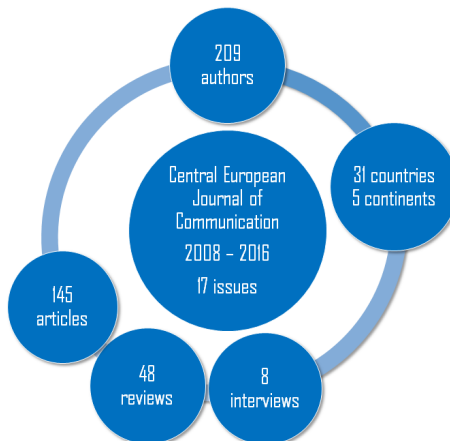 209
authors
31 countries
5 continents
Central European
Journal of
Communication
2008 – 2016
17 issues
145
articles
48
reviews
8
interviews